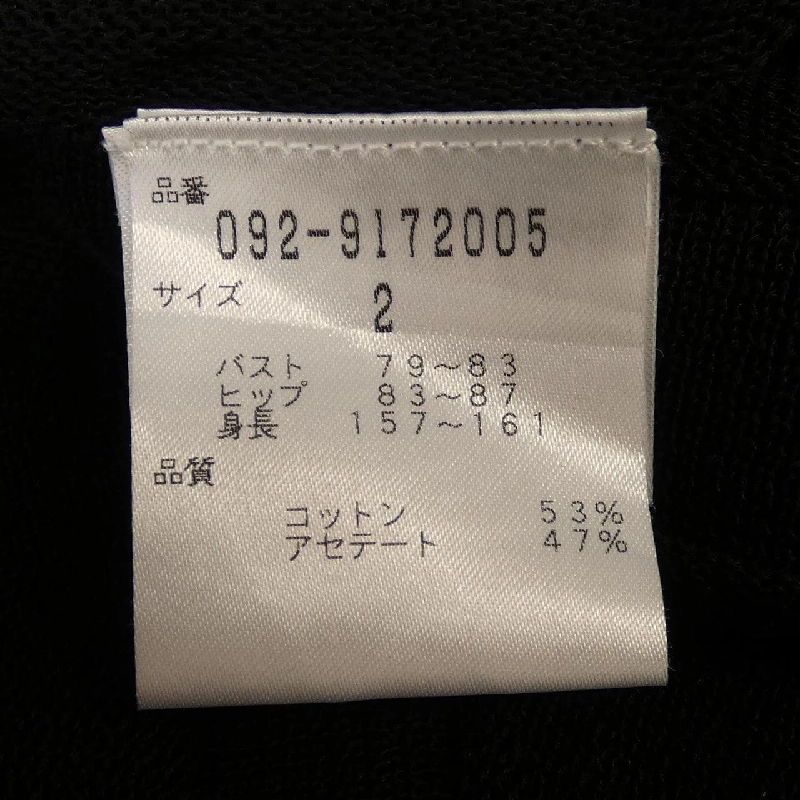 品番
092-9172005
サイズ 2
バスト 79～83
ヒップ 83～87
身長 157～161
品質
コットン 53%
アセテート 47%